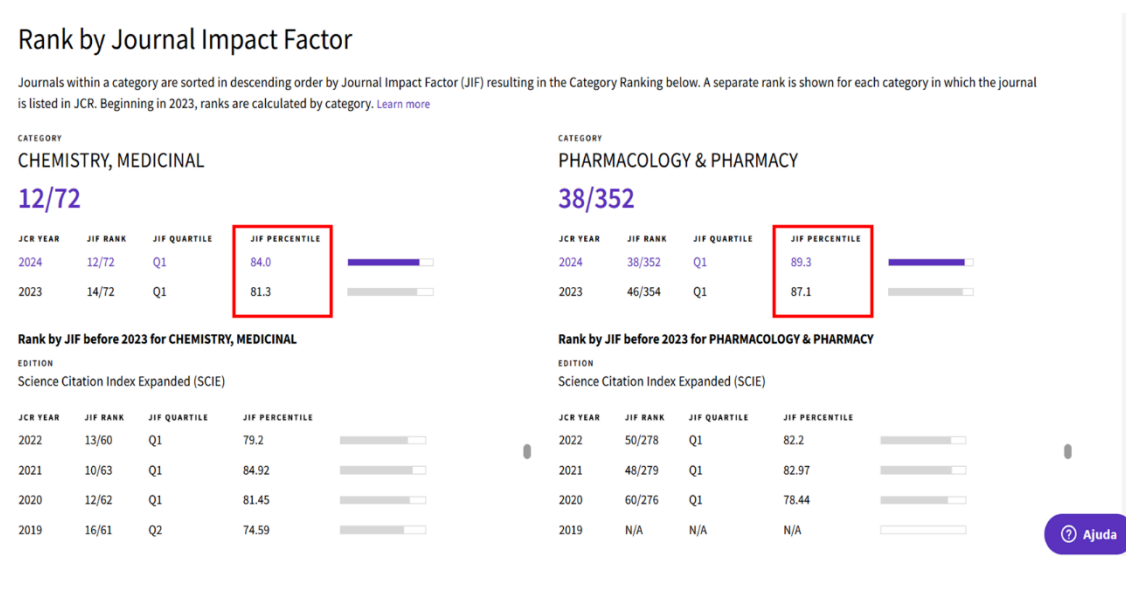 Rank by Journal Impact Factor
Journals within a category are sorted in descending order by Journal Impact Factor (JIF) resulting in the Category Ranking below. A separate rank is shown for each category in which the journal
is listed in JCR. Beginning in 2023, ranks are calculated by category. Learn more
CATEGORY
CHEMISTRY, MEDICINAL
12/72
JCR YEAR JIF RANK JIF QUARTILE JIF PERCENTILE
2024 12/72 Q1 84.0
2023 14/72 Q1 81.3
Rank by JIF before 2023 for CHEMISTRY, MEDICINAL
EDITION
Science Citation Index Expanded (SCIE)
JCR YEAR JIF RANK JIF QUARTILE JIF PERCENTILE
2022 13/60 Q1 79.2
2021 10/63 Q1 84.92
2020 12/62 Q1 81.45
2019 16/61 Q2 74.59
CATEGORY
PHARMACOLOGY & PHARMACY
38/352
JCR YEAR JIF RANK JIF QUARTILE JIF PERCENTILE
2024 38/352 Q1 89.3
2023 46/354 Q1 87.1
Rank by JIF before 2023 for PHARMACOLOGY & PHARMACY
EDITION
Science Citation Index Expanded (SCIE)
JCR YEAR JIF RANK JIF QUARTILE JIF PERCENTILE
2022 50/278 Q1 82.2
2021 48/279 Q1 82.97
2020 60/276 Q1 78.44
2019 N/A N/A N/A
? Ajuda